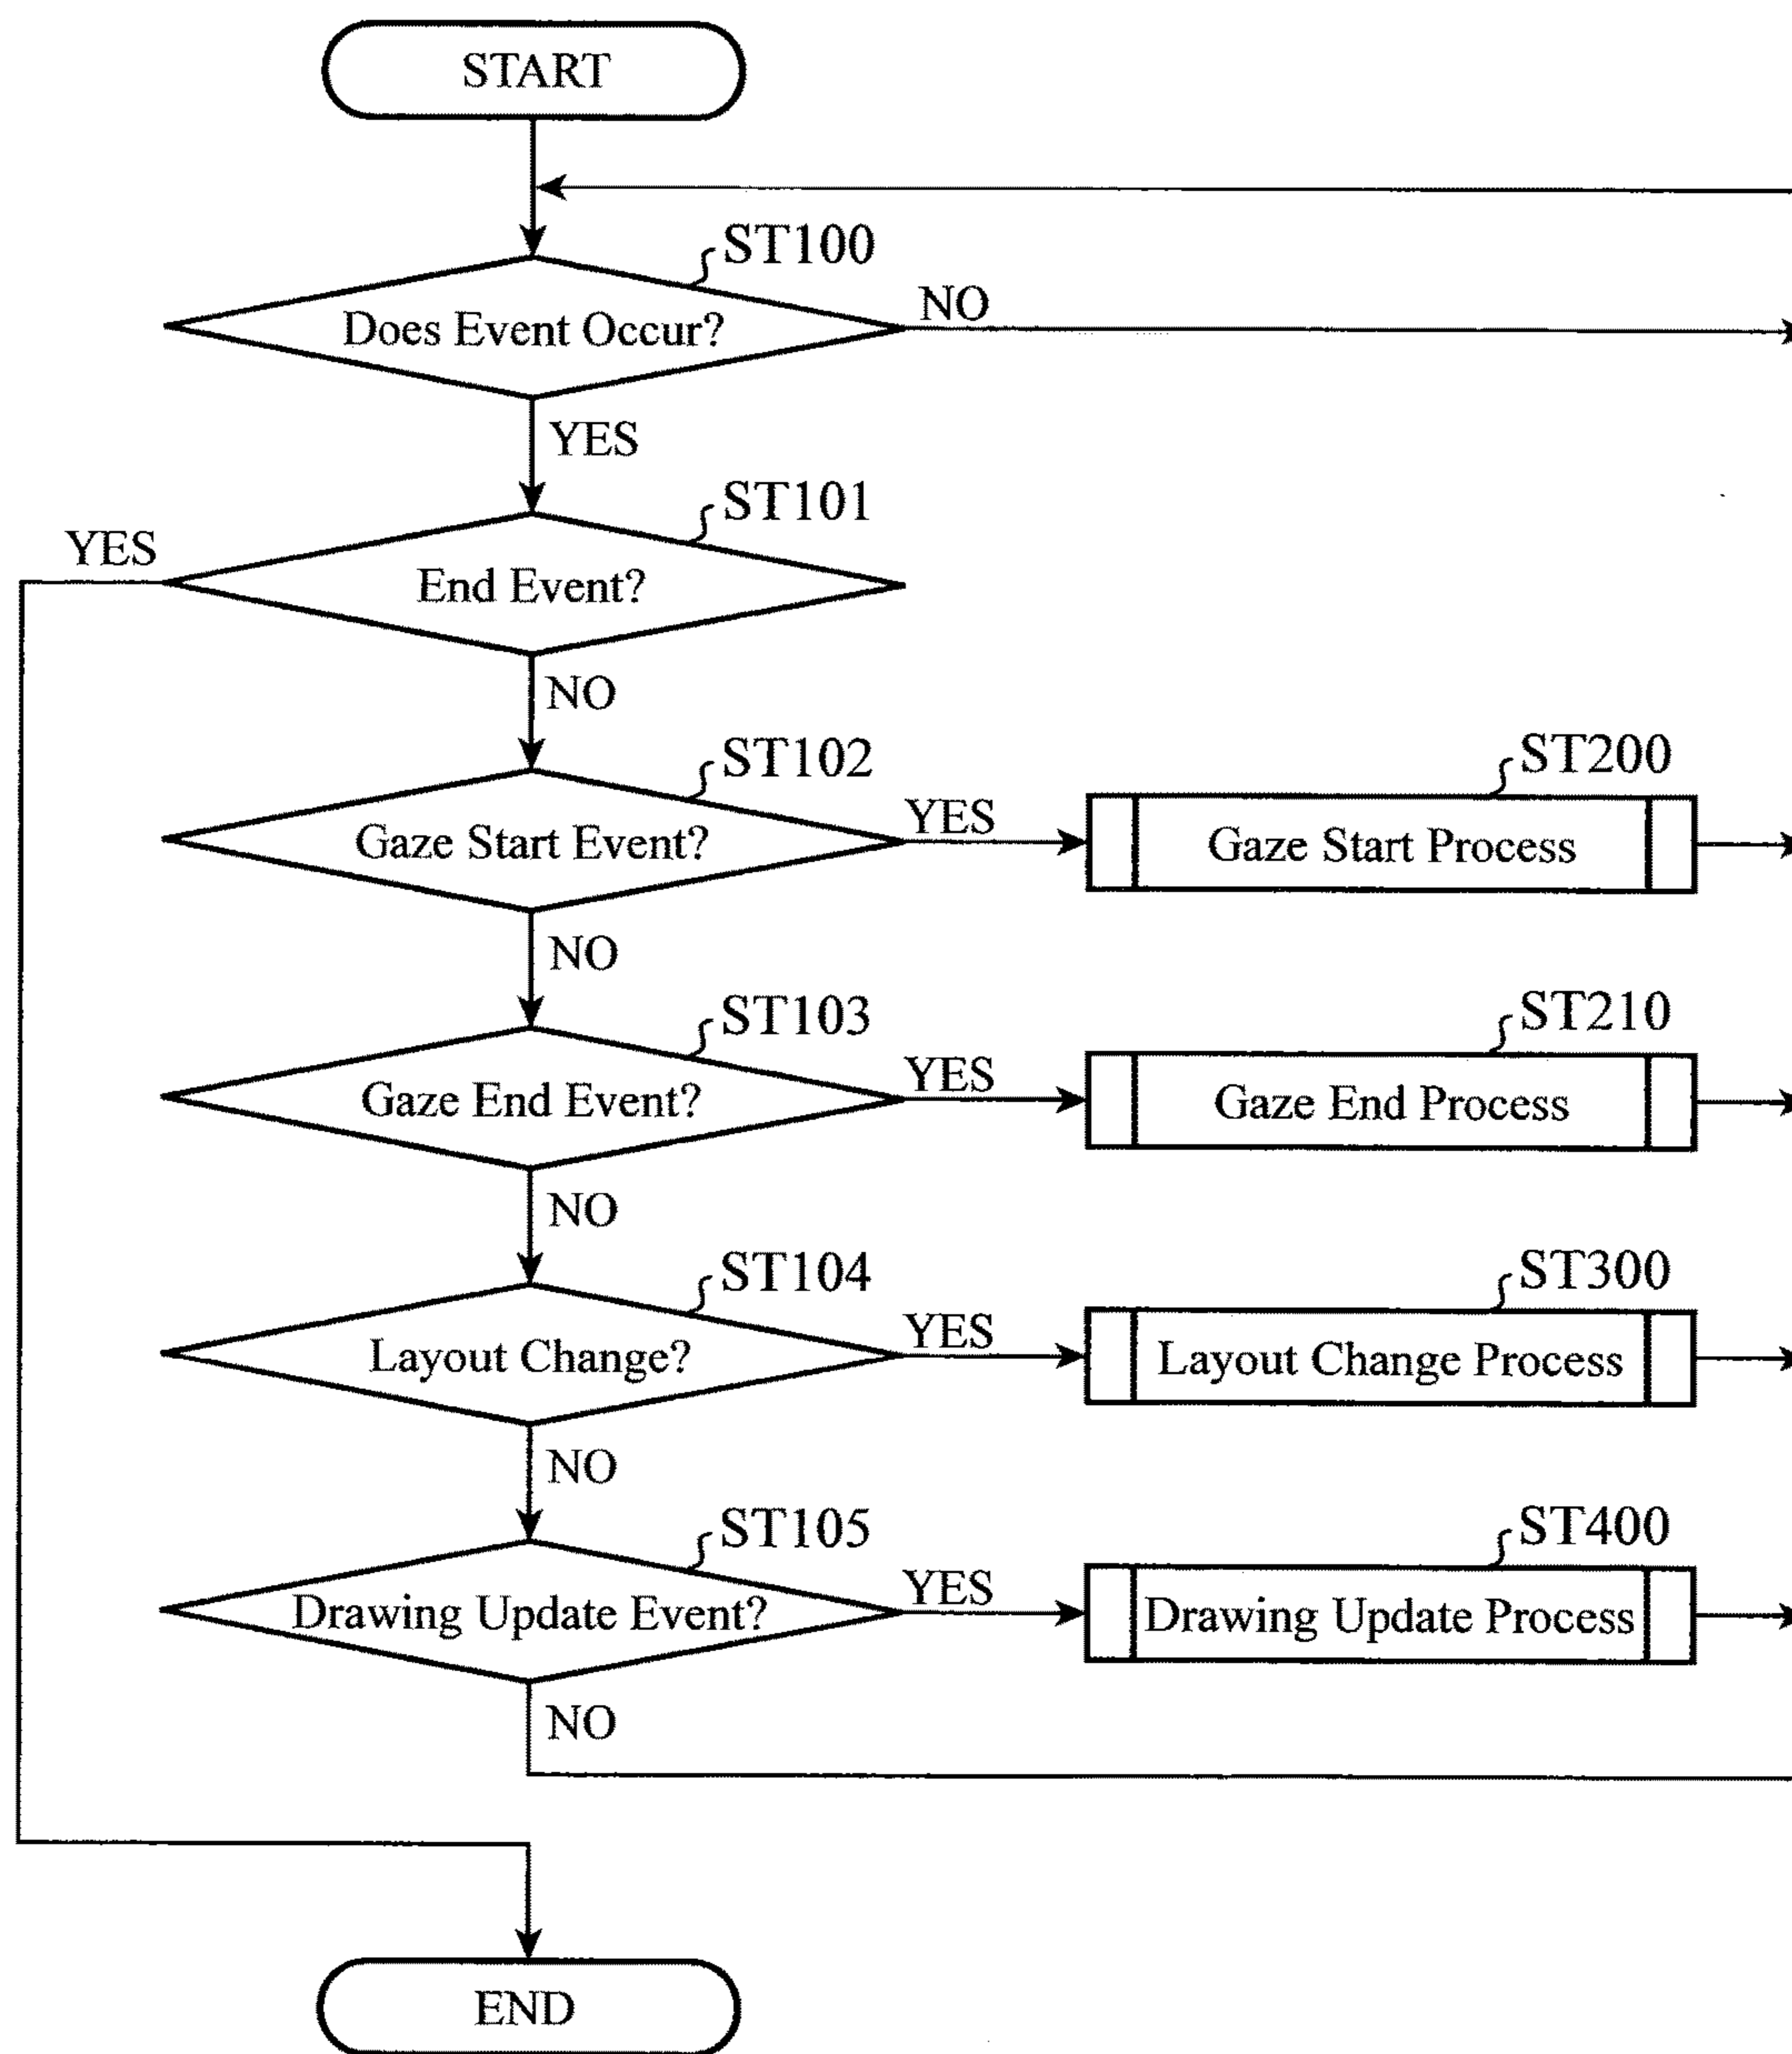 START
ST100
Does Event Occur?
NO
YES
ST101
YES
End Event?
NO
ST102
Gaze Start Event?
YES
ST200
Gaze Start Process
NO
ST103
Gaze End Event?
YES
ST210
Gaze End Process
NO
ST104
Layout Change?
YES
ST300
Layout Change Process
NO
ST105
Drawing Update Event?
YES
ST400
Drawing Update Process
NO
END